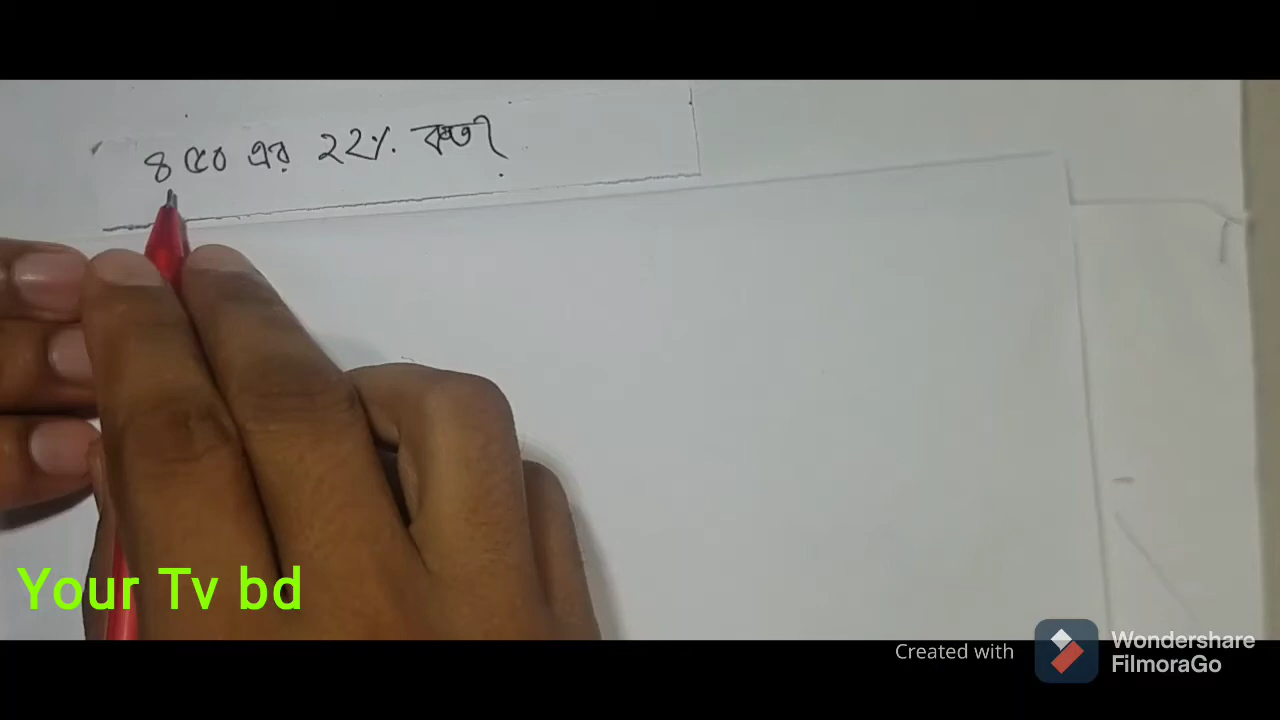 ৪৫০ এর ২২% কত?
Your Tv bd
Created with
Wondershare
FilmoraGo